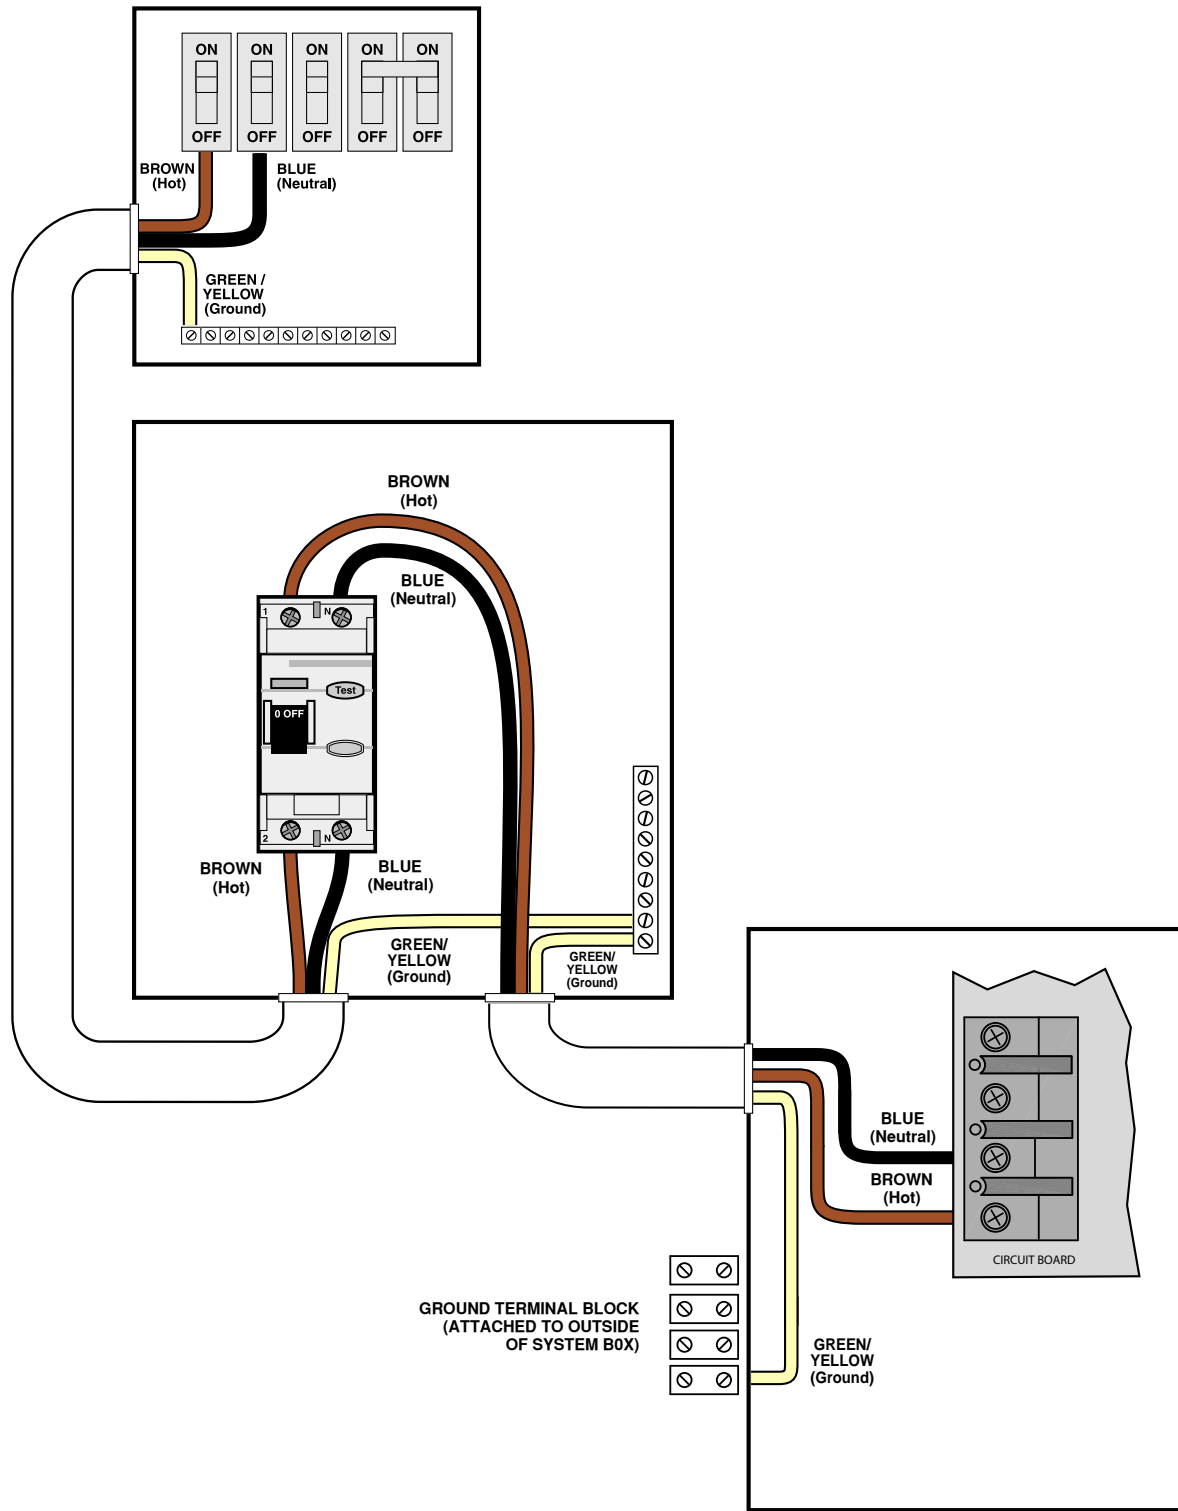 ON ON ON ON ON
OFF OFF OFF OFF OFF
BROWN
(Hot)
BLUE
(Neutral)
GREEN /
YELLOW
(Ground)
BROWN
(Hot)
BLUE
(Neutral)
1 N
Test
0 OFF
2 N
BROWN
(Hot)
BLUE
(Neutral)
GREEN/
YELLOW
(Ground)
GREEN/
YELLOW
(Ground)
BLUE
(Neutral)
BROWN
(Hot)
CIRCUIT BOARD
GROUND TERMINAL BLOCK
(ATTACHED TO OUTSIDE
OF SYSTEM B0X)
GREEN/
YELLOW
(Ground)